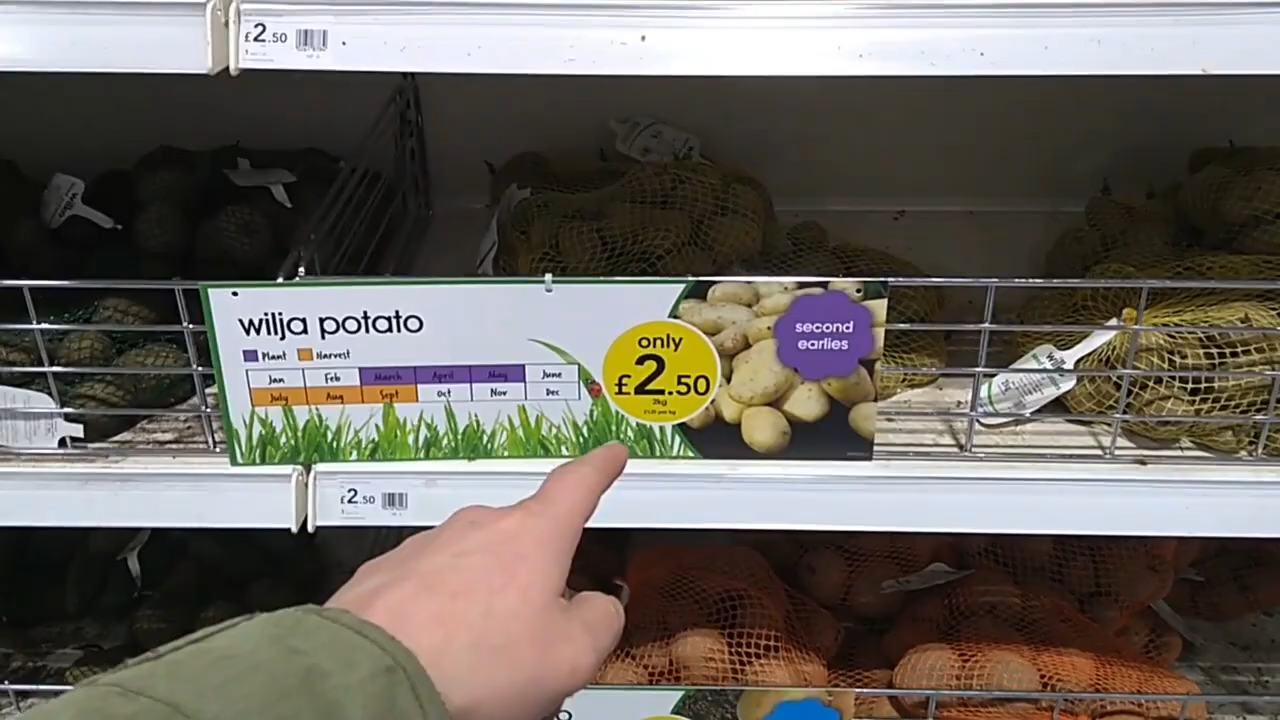 £2.50
wilja potato
Plant Harvest
Jan Feb March April May June
July Aug Sept Oct Nov Dec
only
£2.50
2kg
second
earlies
£2.50